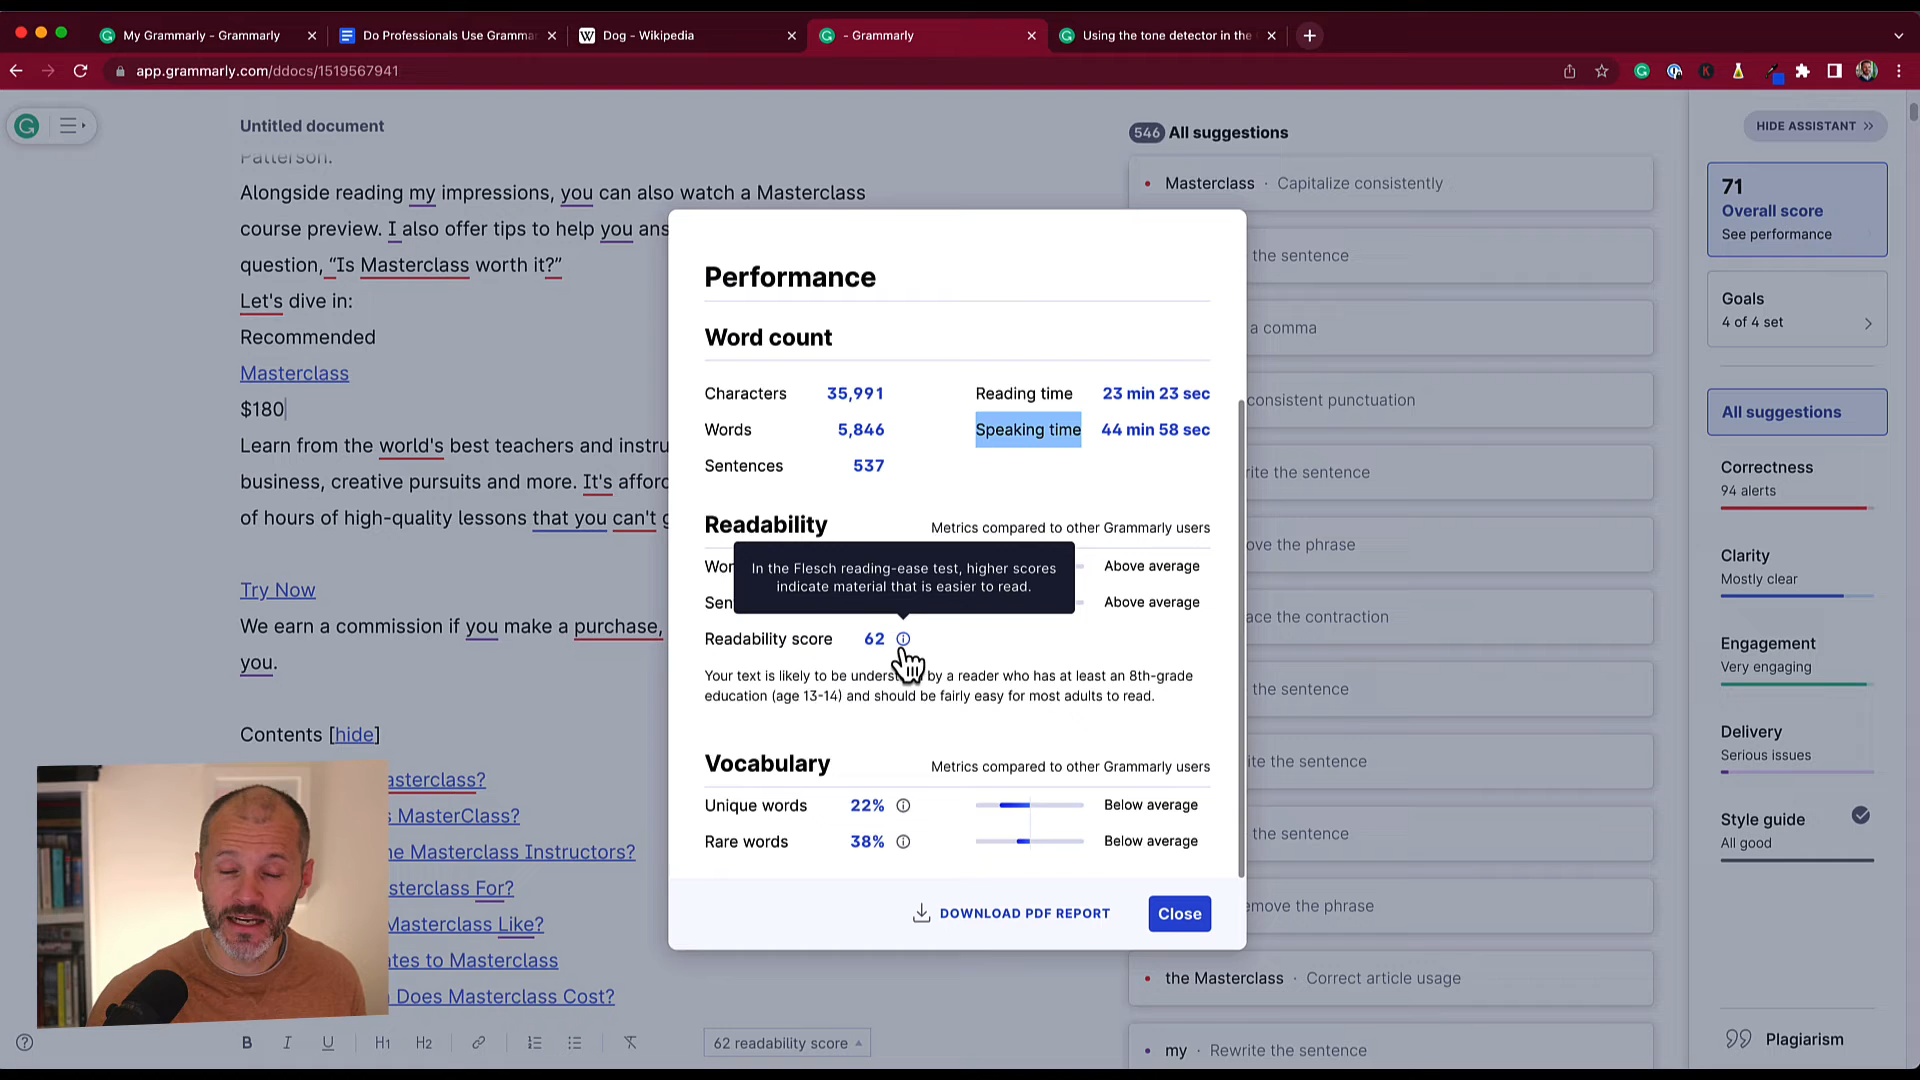 My Grammarly - Grammarly
Do Professionals Use Gramma
Dog - Wikipedia
- Grammarly
Using the tone detector in the
app.grammarly.com/ddocs/1519567941
Untitled document
Patterson.
Alongside reading my impressions, you can also watch a Masterclass
course preview. I also offer tips to help you ans
question, “Is Masterclass worth it?”
Let's dive in:
Recommended
Masterclass
$180
Learn from the world's best teachers and instru
business, creative pursuits and more. It's afford
of hours of high-quality lessons that you can't g
Try Now
We earn a commission if you make a purchase,
you.
Contents [hide]
asterclass?
s MasterClass?
he Masterclass Instructors?
sterclass For?
Masterclass Like?
ates to Masterclass
Does Masterclass Cost?
B I U H1 H2
62 readability score
Performance
Word count
Characters 35,991
Reading time 23 min 23 sec
Words 5,846
Speaking time 44 min 58 sec
Sentences 537
Readability
Metrics compared to other Grammarly users
Wor
Above average
Sen
Above average
In the Flesch reading-ease test, higher scores
indicate material that is easier to read.
Readability score 62
Your text is likely to be underst by a reader who has at least an 8th-grade
education (age 13-14) and should be fairly easy for most adults to read.
Vocabulary
Metrics compared to other Grammarly users
Unique words 22% Below average
Rare words 38% Below average
DOWNLOAD PDF REPORT
Close
546 All suggestions
Masterclass · Capitalize consistently
the sentence
a comma
consistent punctuation
ite the sentence
ove the phrase
ace the contraction
the sentence
ite the sentence
the sentence
emove the phrase
the Masterclass · Correct article usage
my · Rewrite the sentence
HIDE ASSISTANT
71
Overall score
See performance
Goals
4 of 4 set
All suggestions
Correctness
94 alerts
Clarity
Mostly clear
Engagement
Very engaging
Delivery
Serious issues
Style guide
All good
Plagiarism